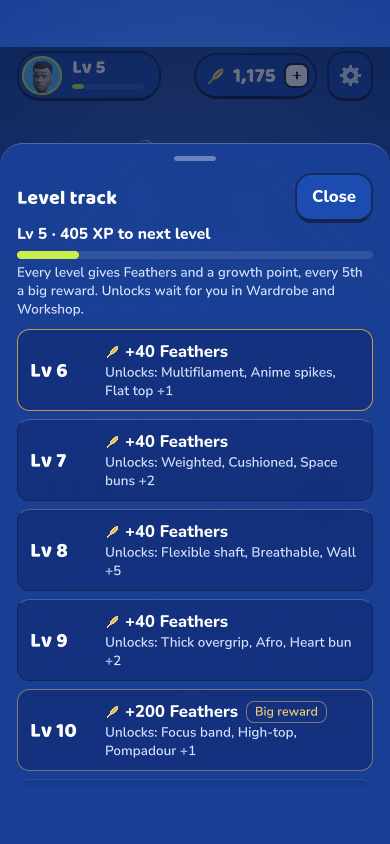 Lv 5
1,175
+
Level track
Close
Lv 5 · 405 XP to next level
Every level gives Feathers and a growth point, every 5th
a big reward. Unlocks wait for you in Wardrobe and
Workshop.
Lv 6
+40 Feathers
Unlocks: Multifilament, Anime spikes,
Flat top +1
Lv 7
+40 Feathers
Unlocks: Weighted, Cushioned, Space
buns +2
Lv 8
+40 Feathers
Unlocks: Flexible shaft, Breathable, Wall
+5
Lv 9
+40 Feathers
Unlocks: Thick overgrip, Afro, Heart bun
+2
Lv 10
+200 Feathers Big reward
Unlocks: Focus band, High-top,
Pompadour +1